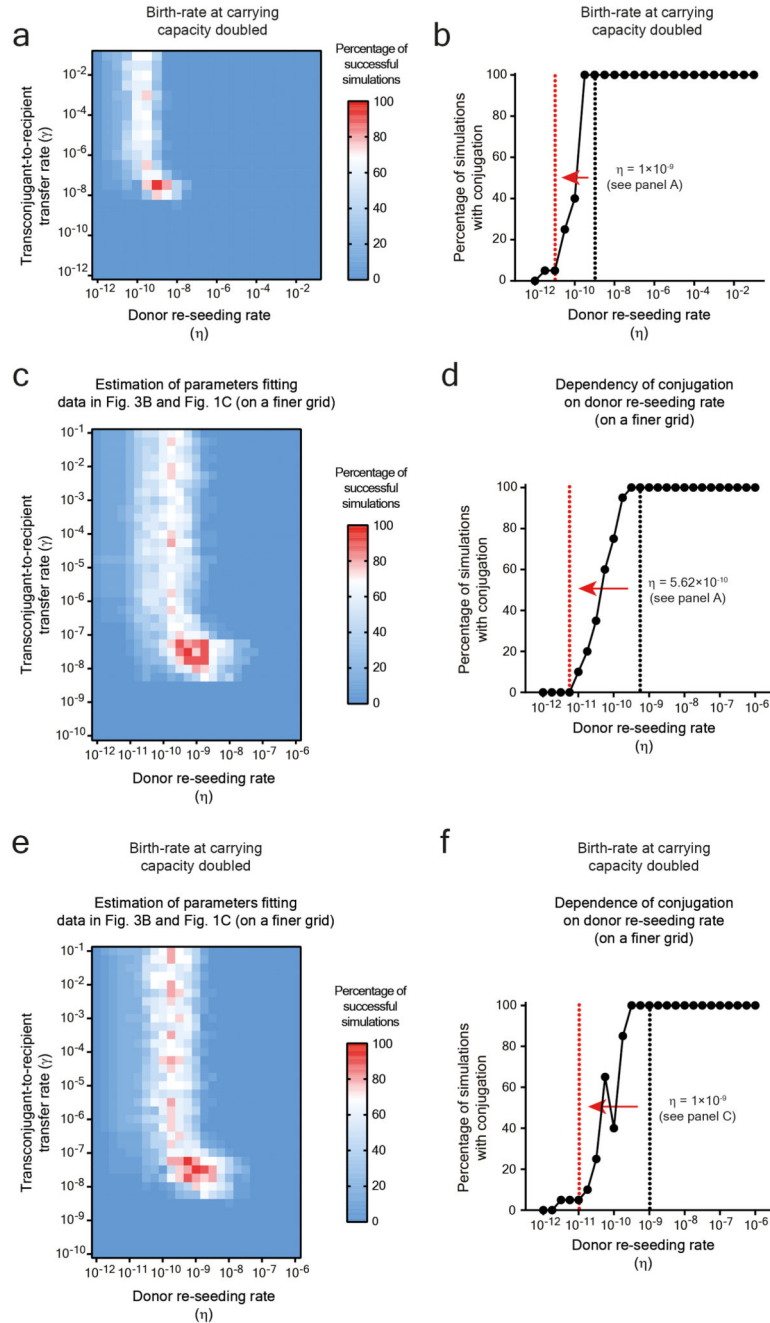 a
Birth-rate at carrying
capacity doubled
Percentage of
successful
simulations
100
80
60
40
20
0
Transconjugant-to-recipient
transfer rate (γ)
10⁻²
10⁻⁴
10⁻⁶
10⁻⁸
10⁻¹⁰
10⁻¹²
10⁻¹² 10⁻¹⁰ 10⁻⁸ 10⁻⁶ 10⁻⁴ 10⁻²
Donor re-seeding rate
(η)
b
Birth-rate at carrying
capacity doubled
Percentage of simulations
with conjugation
100
80
60
40
20
0
η = 1×10⁻⁹
(see panel A)
10⁻¹² 10⁻¹⁰ 10⁻⁸ 10⁻⁶ 10⁻⁴ 10⁻²
Donor re-seeding rate
(η)
c
Estimation of parameters fitting
data in Fig. 3B and Fig. 1C (on a finer grid)
Percentage of
successful
simulations
100
80
60
40
20
0
Transconjugant-to-recipient
transfer rate (γ)
10⁻¹
10⁻²
10⁻³
10⁻⁴
10⁻⁵
10⁻⁶
10⁻⁷
10⁻⁸
10⁻⁹
10⁻¹⁰
10⁻¹² 10⁻¹¹ 10⁻¹⁰ 10⁻⁹ 10⁻⁸ 10⁻⁷ 10⁻⁶
Donor re-seeding rate
(η)
d
Dependency of conjugation
on donor re-seeding rate
(on a finer grid)
Percentage of simulations
with conjugation
100
80
60
40
20
0
η = 5.62×10⁻¹⁰
(see panel A)
10⁻¹² 10⁻¹¹ 10⁻¹⁰ 10⁻⁹ 10⁻⁸ 10⁻⁷ 10⁻⁶
Donor re-seeding rate
(η)
e
Birth-rate at carrying
capacity doubled
Estimation of parameters fitting
data in Fig. 3B and Fig. 1C (on a finer grid)
Percentage of
successful
simulations
100
80
60
40
20
0
Transconjugant-to-recipient
transfer rate (γ)
10⁻¹
10⁻²
10⁻³
10⁻⁴
10⁻⁵
10⁻⁶
10⁻⁷
10⁻⁸
10⁻⁹
10⁻¹⁰
10⁻¹² 10⁻¹¹ 10⁻¹⁰ 10⁻⁹ 10⁻⁸ 10⁻⁷ 10⁻⁶
Donor re-seeding rate
(η)
f
Birth-rate at carrying
capacity doubled
Dependence of conjugation
on donor re-seeding rate
(on a finer grid)
Percentage of simulations
with conjugation
100
80
60
40
20
0
η = 1×10⁻⁹
(see panel C)
10⁻¹² 10⁻¹¹ 10⁻¹⁰ 10⁻⁹ 10⁻⁸ 10⁻⁷ 10⁻⁶
Donor re-seeding rate
(η)